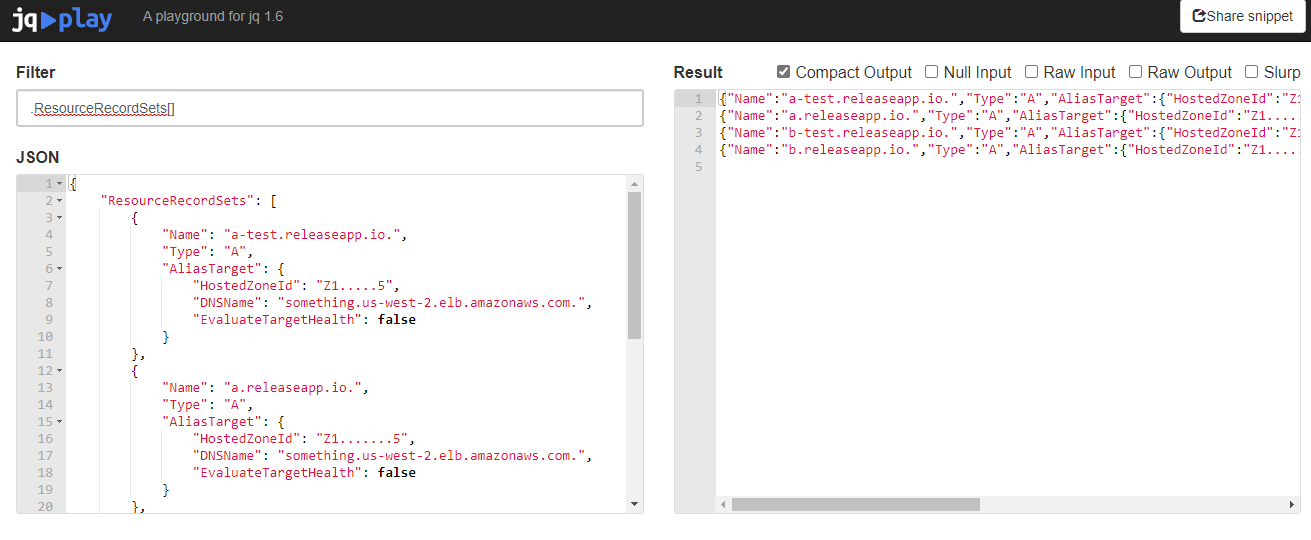 jq play A playground for jq 1.6 Share snippet
Filter
.ResourceRecordSets[]
JSON
1 {
2 "ResourceRecordSets": [
3 {
4 "Name": "a-test.releaseapp.io.",
5 "Type": "A",
6 "AliasTarget": {
7 "HostedZoneId": "Z1.....5",
8 "DNSName": "something.us-west-2.elb.amazonaws.com.",
9 "EvaluateTargetHealth": false
10 }
11 },
12 {
13 "Name": "a.releaseapp.io.",
14 "Type": "A",
15 "AliasTarget": {
16 "HostedZoneId": "Z1.......5",
17 "DNSName": "something.us-west-2.elb.amazonaws.com.",
18 "EvaluateTargetHealth": false
19 }
20 },
Result Compact Output Null Input Raw Input Raw Output Slurp
1 {"Name":"a-test.releaseapp.io.","Type":"A","AliasTarget":{"HostedZoneId":"Z1
2 {"Name":"a.releaseapp.io.","Type":"A","AliasTarget":{"HostedZoneId":"Z1.....
3 {"Name":"b-test.releaseapp.io.","Type":"A","AliasTarget":{"HostedZoneId":"Z1
4 {"Name":"b.releaseapp.io.","Type":"A","AliasTarget":{"HostedZoneId":"Z1.....
5